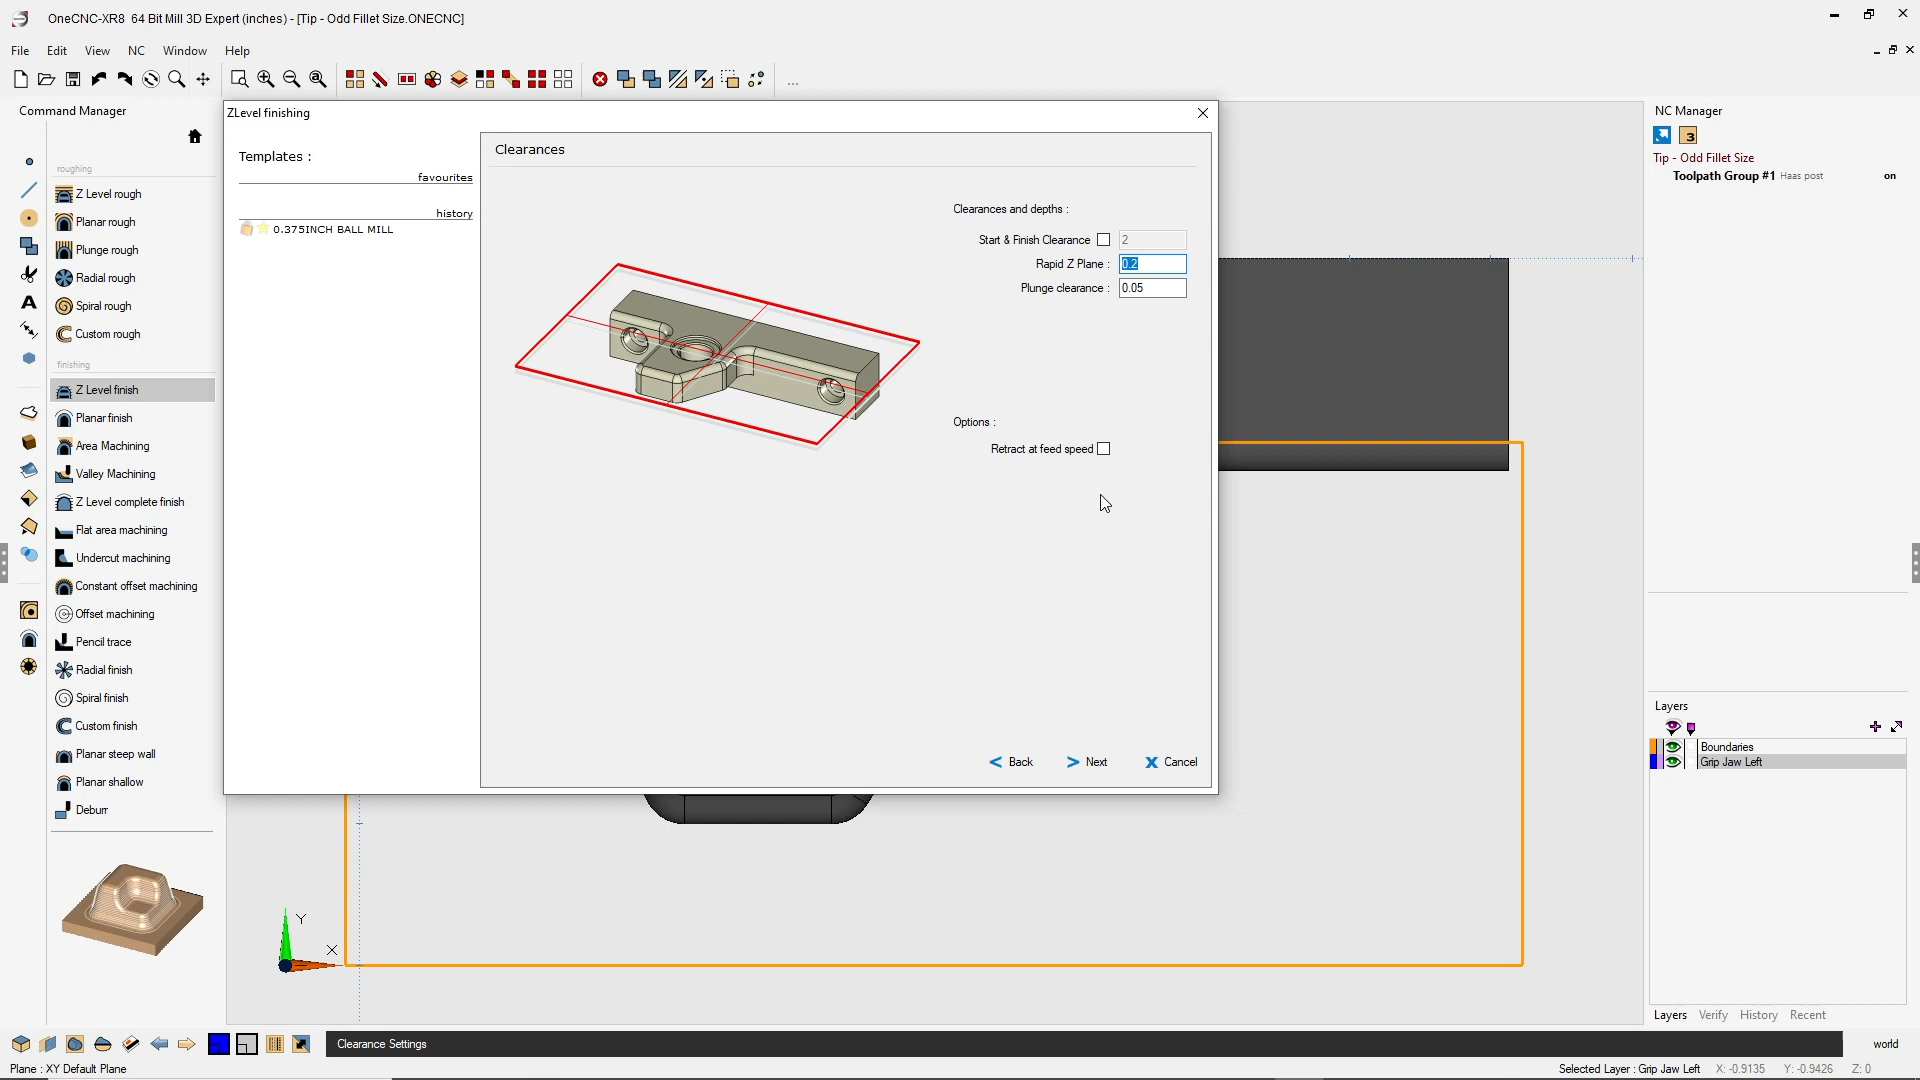 OneCNC-XR8 64 Bit Mill 3D Expert (inches) - [Tip - Odd Fillet Size.ONECNC]
File Edit View NC Window Help
...
Command Manager
roughing
Z Level rough
Planar rough
Plunge rough
Radial rough
Spiral rough
Custom rough
finishing
Z Level finish
Planar finish
Area Machining
Valley Machining
Z Level complete finish
Flat area machining
Undercut machining
Constant offset machining
Offset machining
Pencil trace
Radial finish
Spiral finish
Custom finish
Planar steep wall
Planar shallow
Deburr
ZLevel finishing
Templates :
favourites
history
0.375INCH BALL MILL
Clearances
Clearances and depths :
Start & Finish Clearance 2
Rapid Z Plane : 0.2
Plunge clearance : 0.05
Options :
Retract at feed speed
< Back > Next X Cancel
Y
X
NC Manager
3
Tip - Odd Fillet Size
Toolpath Group #1 Haas post on
Layers
Boundaries
Grip Jaw Left
Layers Verify History Recent
Clearance Settings
world
Plane : XY Default Plane
Selected Layer : Grip Jaw Left X: -0.9135 Y: -0.9426 Z: 0